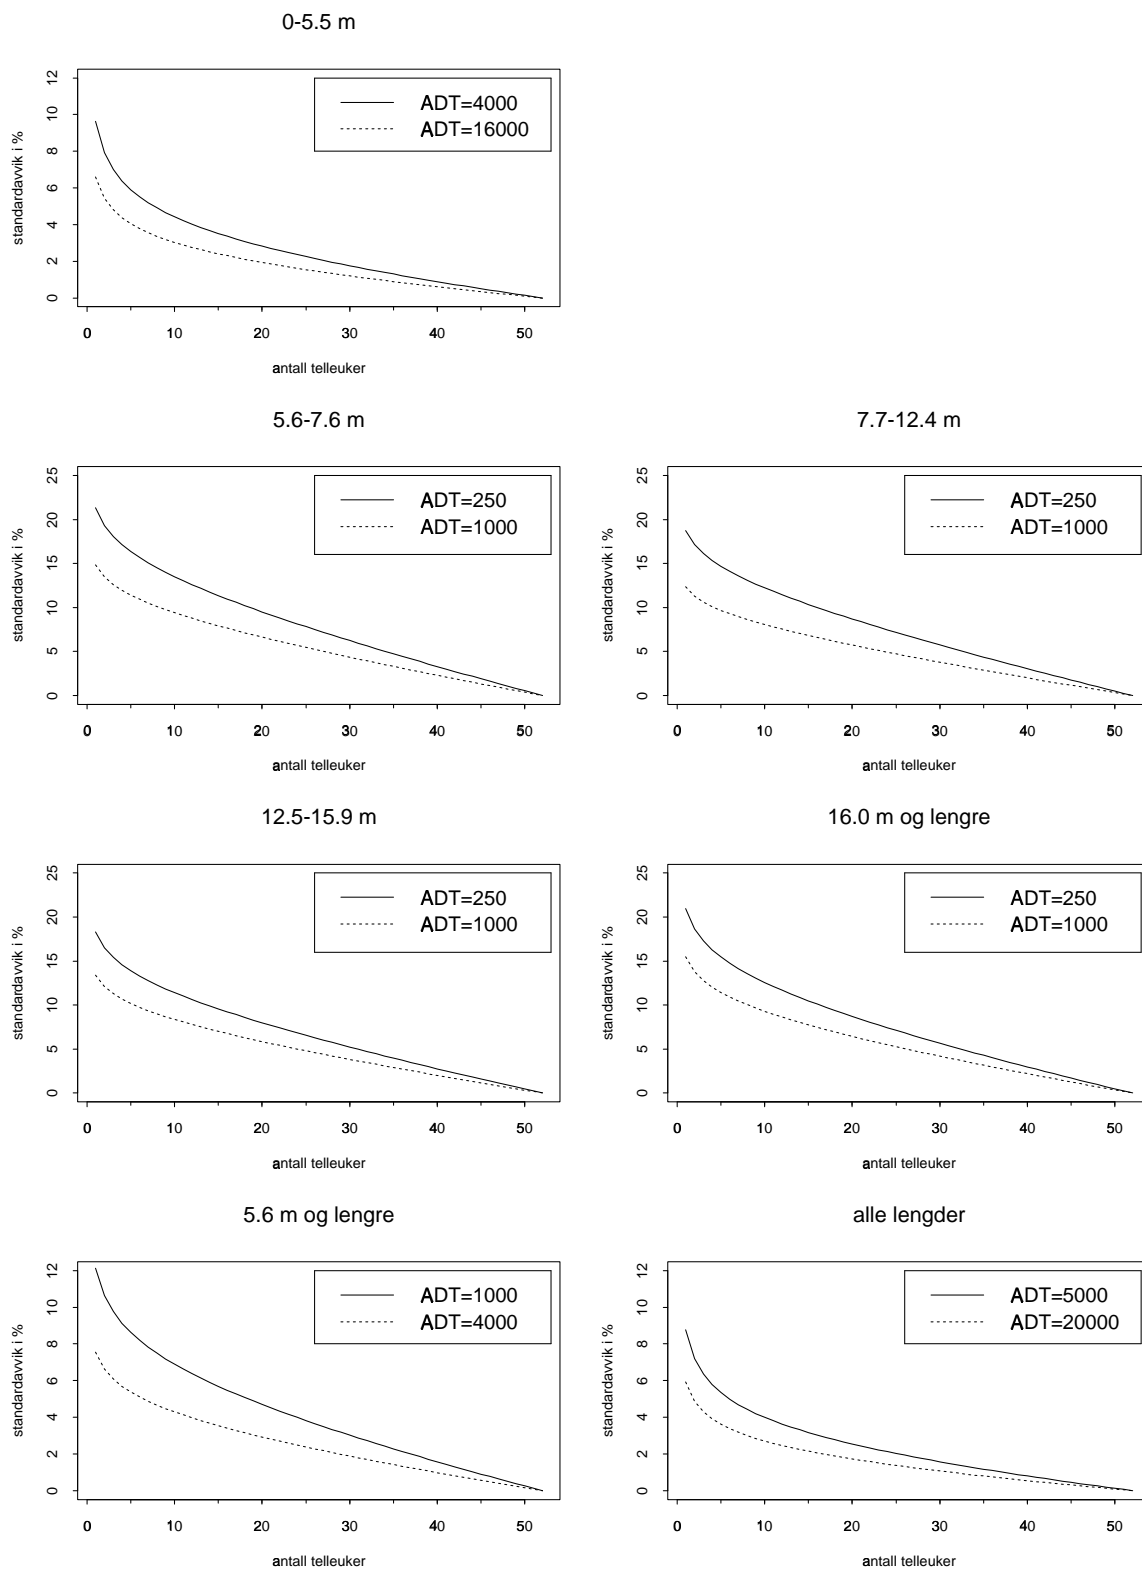 0-5.5 m
standardavvik i %
0 2 4 6 8 10 12
ADT=4000
ADT=16000
0 10 20 30 40 50
antall telleuker
5.6-7.6 m
standardavvik i %
0 5 10 15 20 25
ADT=250
ADT=1000
0 10 20 30 40 50
antall telleuker
7.7-12.4 m
standardavvik i %
0 5 10 15 20 25
ADT=250
ADT=1000
0 10 20 30 40 50
antall telleuker
12.5-15.9 m
standardavvik i %
0 5 10 15 20 25
ADT=250
ADT=1000
0 10 20 30 40 50
antall telleuker
16.0 m og lengre
standardavvik i %
0 5 10 15 20 25
ADT=250
ADT=1000
0 10 20 30 40 50
antall telleuker
5.6 m og lengre
standardavvik i %
0 2 4 6 8 10 12
ADT=1000
ADT=4000
0 10 20 30 40 50
antall telleuker
alle lengder
standardavvik i %
0 2 4 6 8 10 12
ADT=5000
ADT=20000
0 10 20 30 40 50
antall telleuker